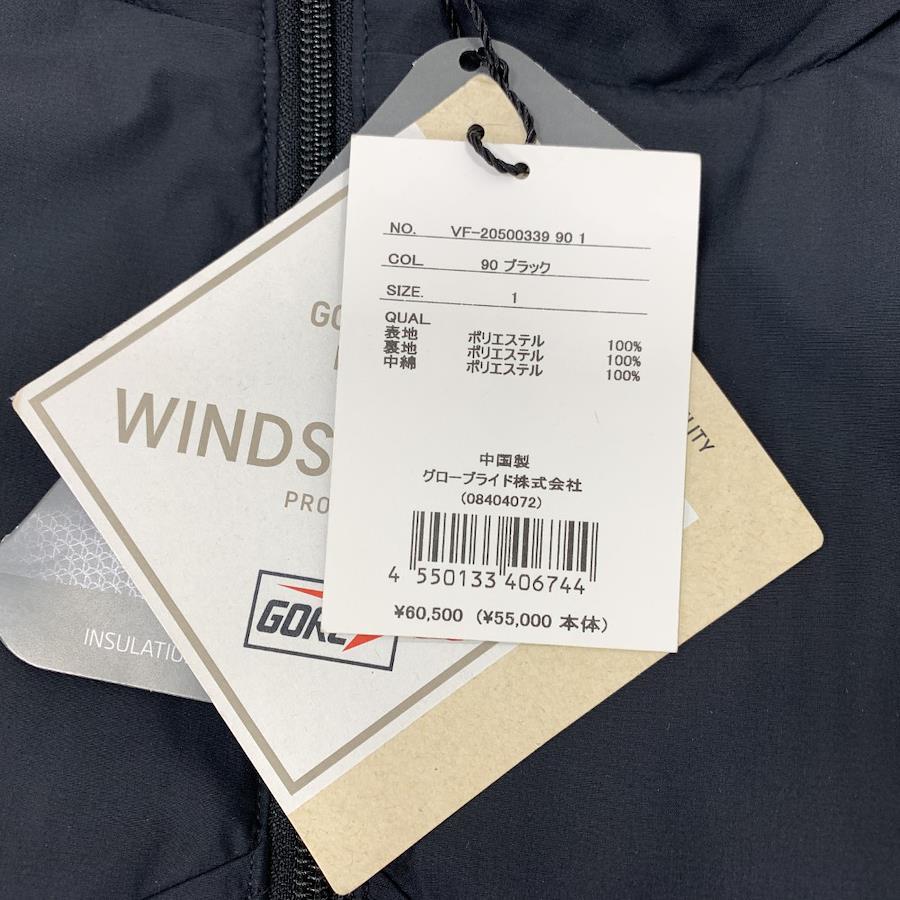 NO. VF-20500339 90 1
COL 90 ブラック
SIZE. 1
QUAL
表地 ポリエステル 100%
裏地 ポリエステル 100%
中綿 ポリエステル 100%
中国製
グローブライド株式会社
(08404072)
4 550133 406744
¥60,500 (¥55,000 本体)
GO
WINDS
PRO
GORE
INSULATIO
LITY